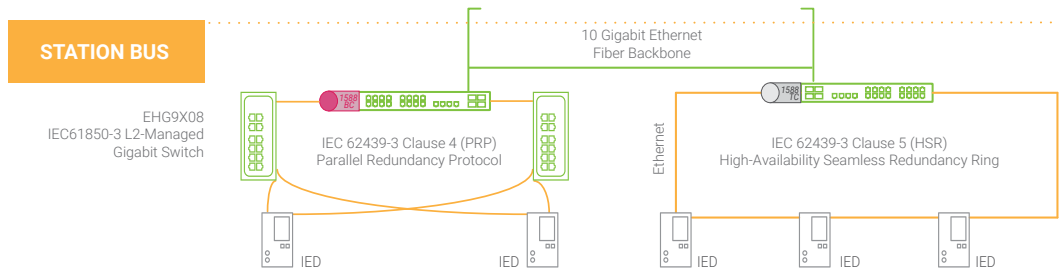 STATION BUS
10 Gigabit Ethernet
Fiber Backbone
1588
BC
1588
TC
EHG9X08
IEC61850-3 L2-Managed
Gigabit Switch
IEC 62439-3 Clause 4 (PRP)
Parallel Redundancy Protocol
Ethernet
IEC 62439-3 Clause 5 (HSR)
High-Availability Seamless Redundancy Ring
IED
IED
IED
IED
IED